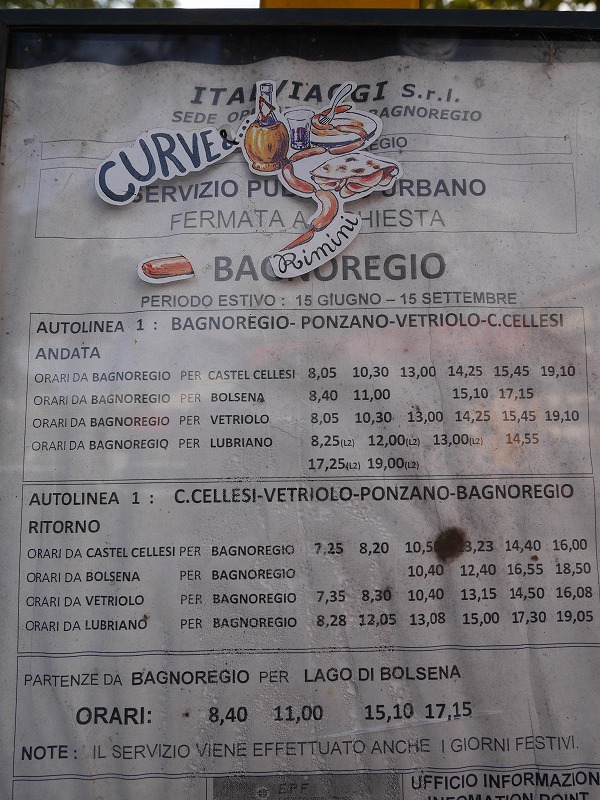 ITALVIAGGI S.r.l.
SEDE BAGNOREGIO
CURVE &
SERVIZIO URBANO
FERMATA A
Rimini
BAGNOREGIO
PERIODO ESTIVO : 15 GIUGNO – 15 SETTEMBRE
AUTOLINEA 1 : BAGNOREGIO- PONZANO-VETRIOLO-C.CELLESI
ANDATA
ORARI DA BAGNOREGIO PER CASTEL CELLESI 8,05 10,30 13,00 14,25 15,45 19,10
ORARI DA BAGNOREGIO PER BOLSENA 8,40 11,00 15,10 17,15
ORARI DA BAGNOREGIO PER VETRIOLO 8,05 10,30 13,00 14,25 15,45 19,10
ORARI DA BAGNOREGIO PER LUBRIANO 8,25(L2) 12,00(L2) 13,00(L2) 14,55
17,25(L2) 19,00(L2)
AUTOLINEA 1 : C.CELLESI-VETRIOLO-PONZANO-BAGNOREGIO
RITORNO
ORARI DA CASTEL CELLESI PER BAGNOREGIO 7,25 8,20 14,40 16,00
ORARI DA BOLSENA PER BAGNOREGIO 10,40 12,40 16,55 18,50
ORARI DA VETRIOLO PER BAGNOREGIO 7,35 8,30 10,40 13,15 14,50 16,08
ORARI DA LUBRIANO PER BAGNOREGIO 8,28 12,05 13,08 15,00 17,30 19,05
PARTENZE DA BAGNOREGIO PER LAGO DI BOLSENA
ORARI: 8,40 11,00 15,10 17,15
NOTE : IL SERVIZIO VIENE EFFETTUATO ANCHE I GIORNI FESTIVI.
EPF
UFFICIO INFORMAZION
INFORMATION POINT